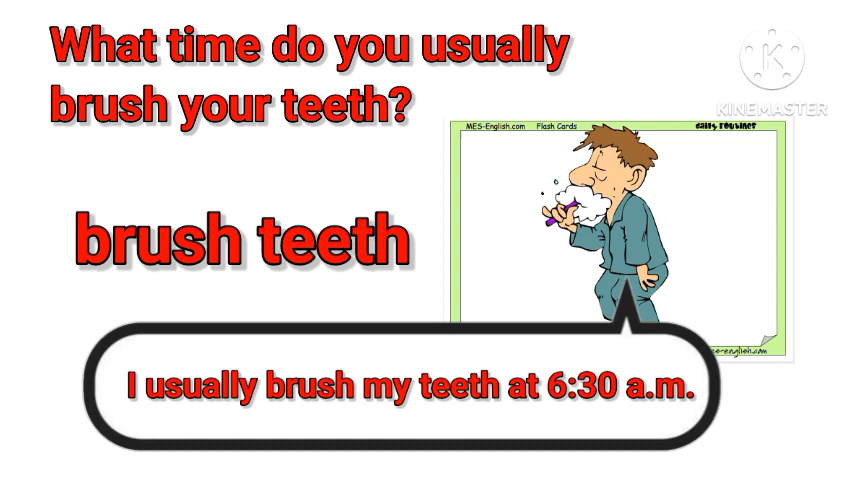 What time do you usually
brush your teeth?
K
KINEMASTER
MES-English.com Flash Cards daily routines
brush teeth
I usually brush my teeth at 6:30 a.m.